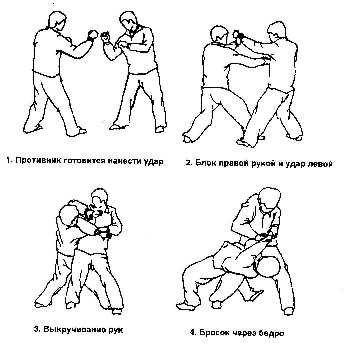 1. Противник готовится нанести удар
2. Блок правой рукой и удар левой
3. Выкручивание рук
4. Бросок через бедро